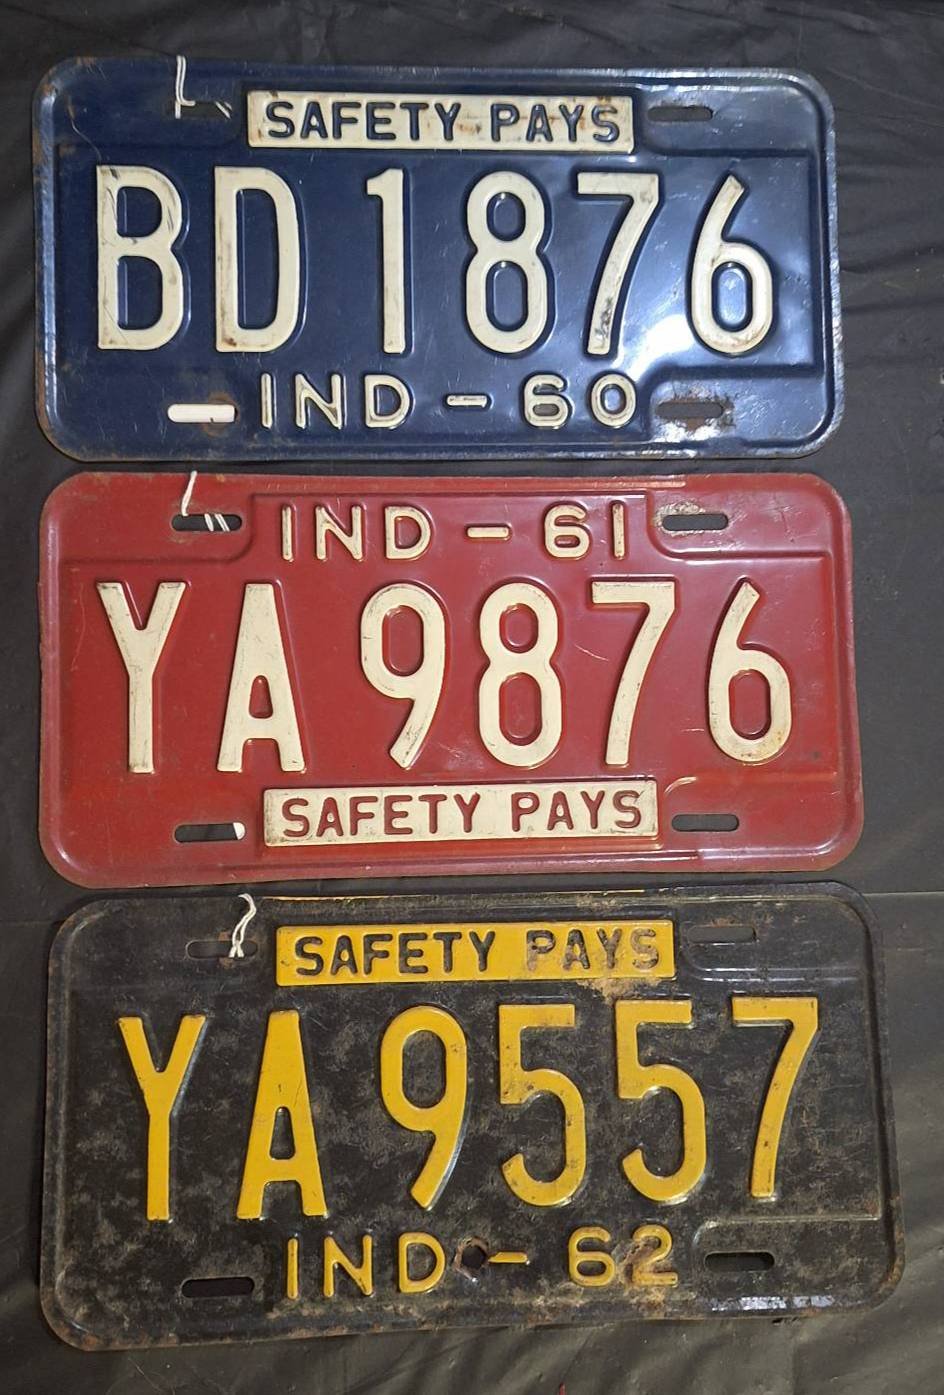 SAFETY PAYS
BD 1876
IND - 60
IND - 61
YA 9876
SAFETY PAYS
SAFETY PAYS
YA 9557
IND - 62